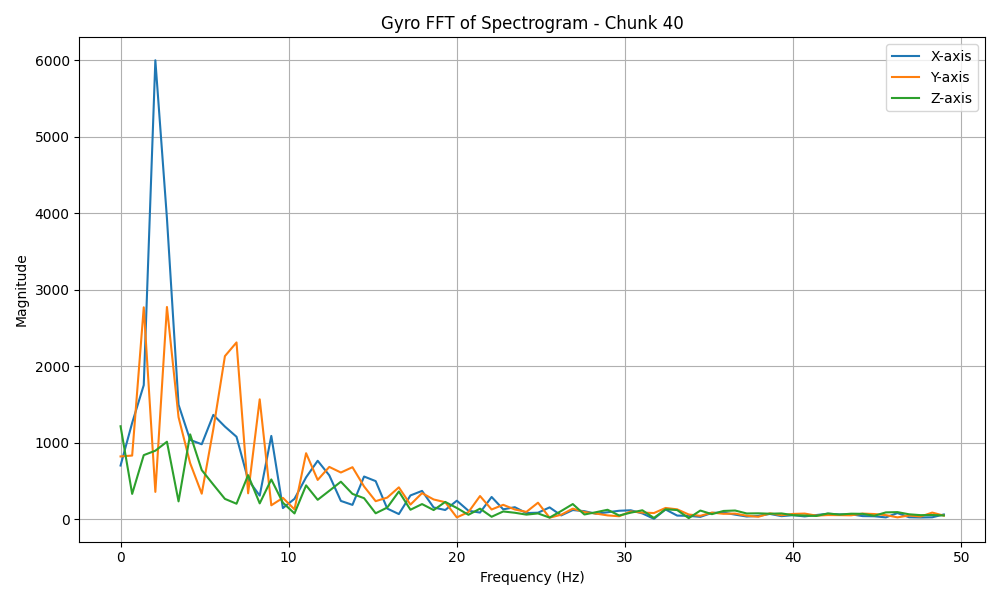 Gyro FFT of Spectrogram - Chunk 40
X-axis
Y-axis
Z-axis
6000
5000
4000
3000
2000
1000
0
Magnitude
0 10 20 30 40 50
Frequency (Hz)